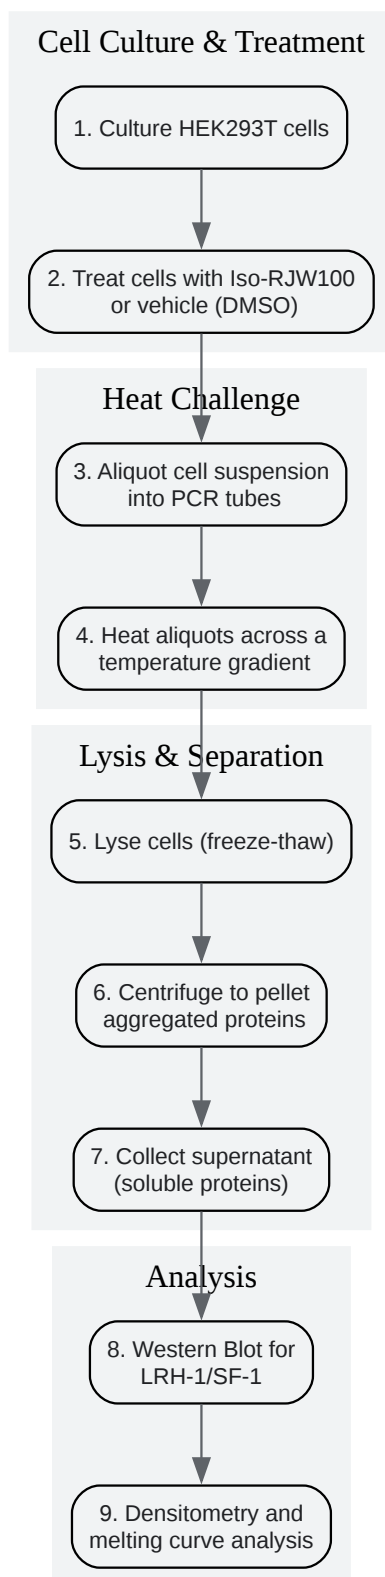 Cell Culture & Treatment
1. Culture HEK293T cells
2. Treat cells with Iso-RJW100
or vehicle (DMSO)
Heat Challenge
3. Aliquot cell suspension
into PCR tubes
4. Heat aliquots across a
temperature gradient
Lysis & Separation
5. Lyse cells (freeze-thaw)
6. Centrifuge to pellet
aggregated proteins
7. Collect supernatant
(soluble proteins)
Analysis
8. Western Blot for
LRH-1/SF-1
9. Densitometry and
melting curve analysis